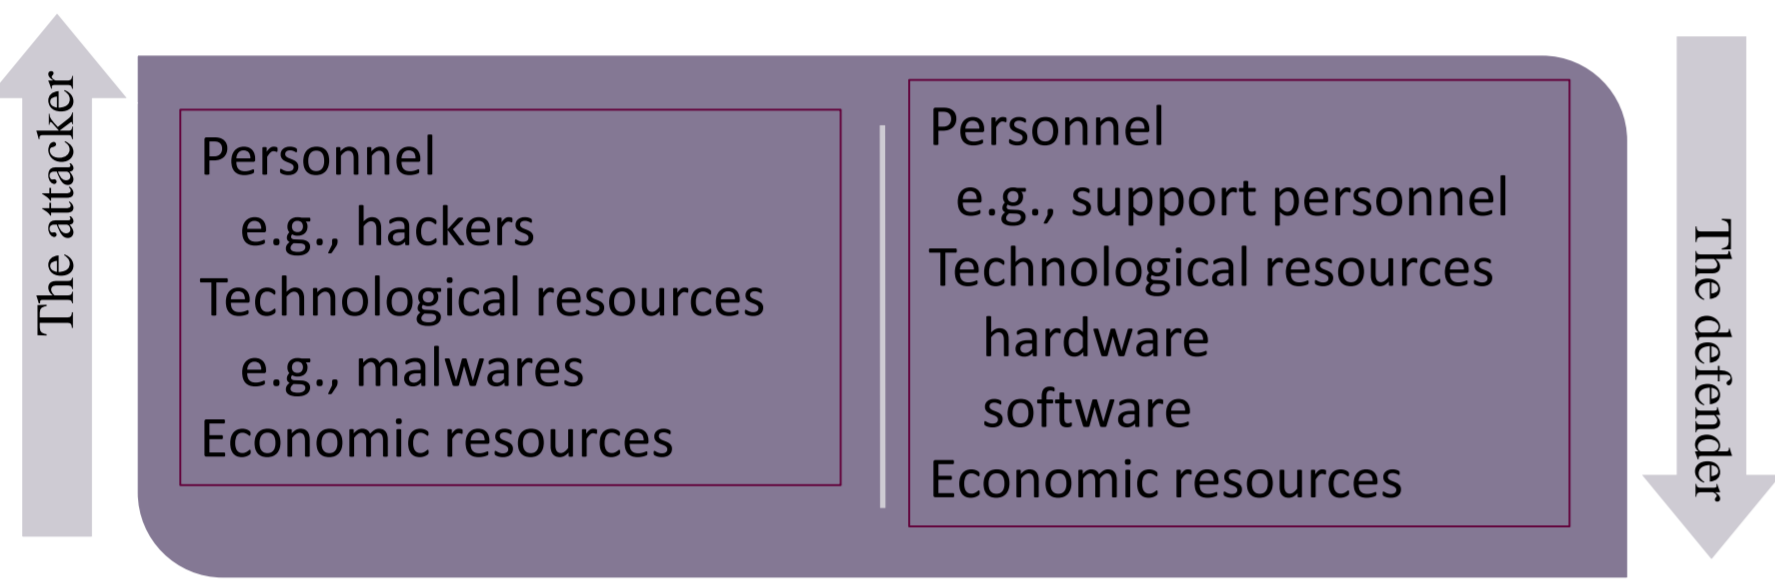 The attacker
Personnel
e.g., hackers
Technological resources
e.g., malwares
Economic resources
Personnel
e.g., support personnel
Technological resources
hardware
software
Economic resources
The defender